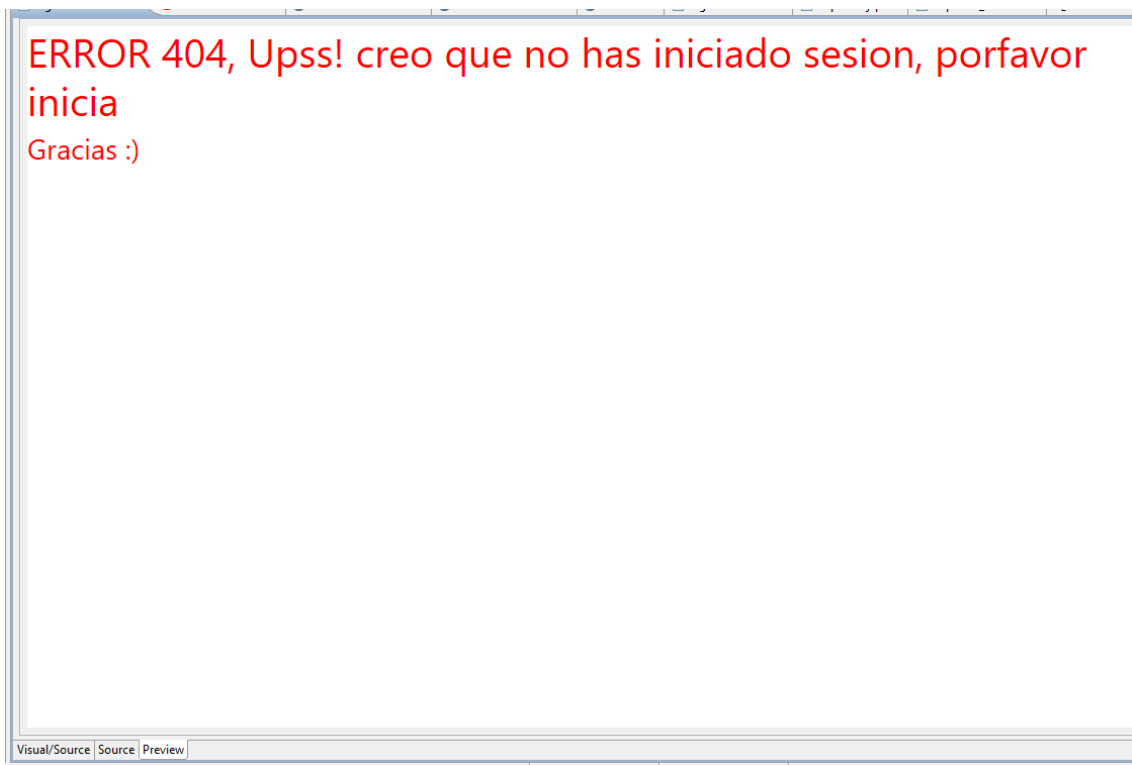 ERROR 404, Upss! creo que no has iniciado sesion, porfavor
inicia
Gracias :)
Visual/Source Source Preview